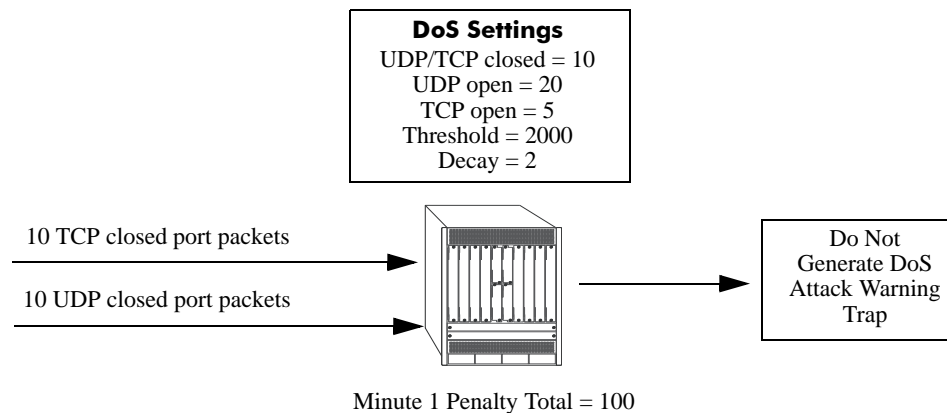 DoS Settings
UDP/TCP closed = 10
UDP open = 20
TCP open = 5
Threshold = 2000
Decay = 2
10 TCP closed port packets
10 UDP closed port packets
Do Not
Generate DoS
Attack Warning
Trap
Minute 1 Penalty Total = 100